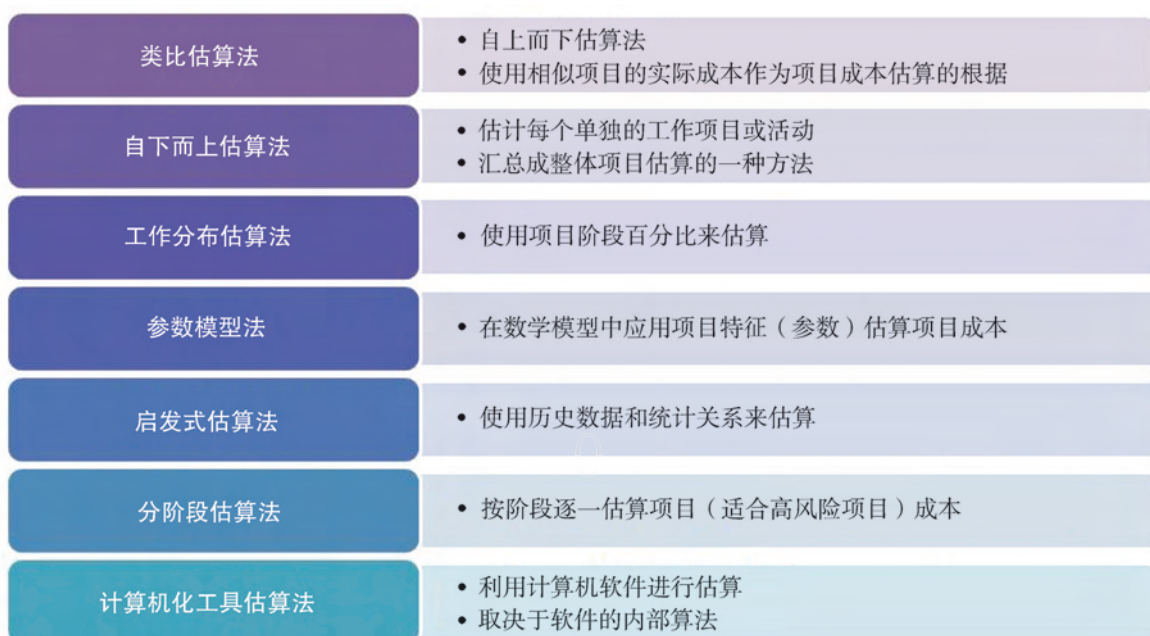 类比估算法
• 自上而下估算法
• 使用相似项目的实际成本作为项目成本估算的根据
自下而上估算法
• 估计每个单独的工作项目或活动
• 汇总成整体项目估算的一种方法
工作分布估算法
• 使用项目阶段百分比来估算
参数模型法
• 在数学模型中应用项目特征（参数）估算项目成本
启发式估算法
• 使用历史数据和统计关系来估算
分阶段估算法
• 按阶段逐一估算项目（适合高风险项目）成本
计算机化工具估算法
• 利用计算机软件进行估算
• 取决于软件的内部算法